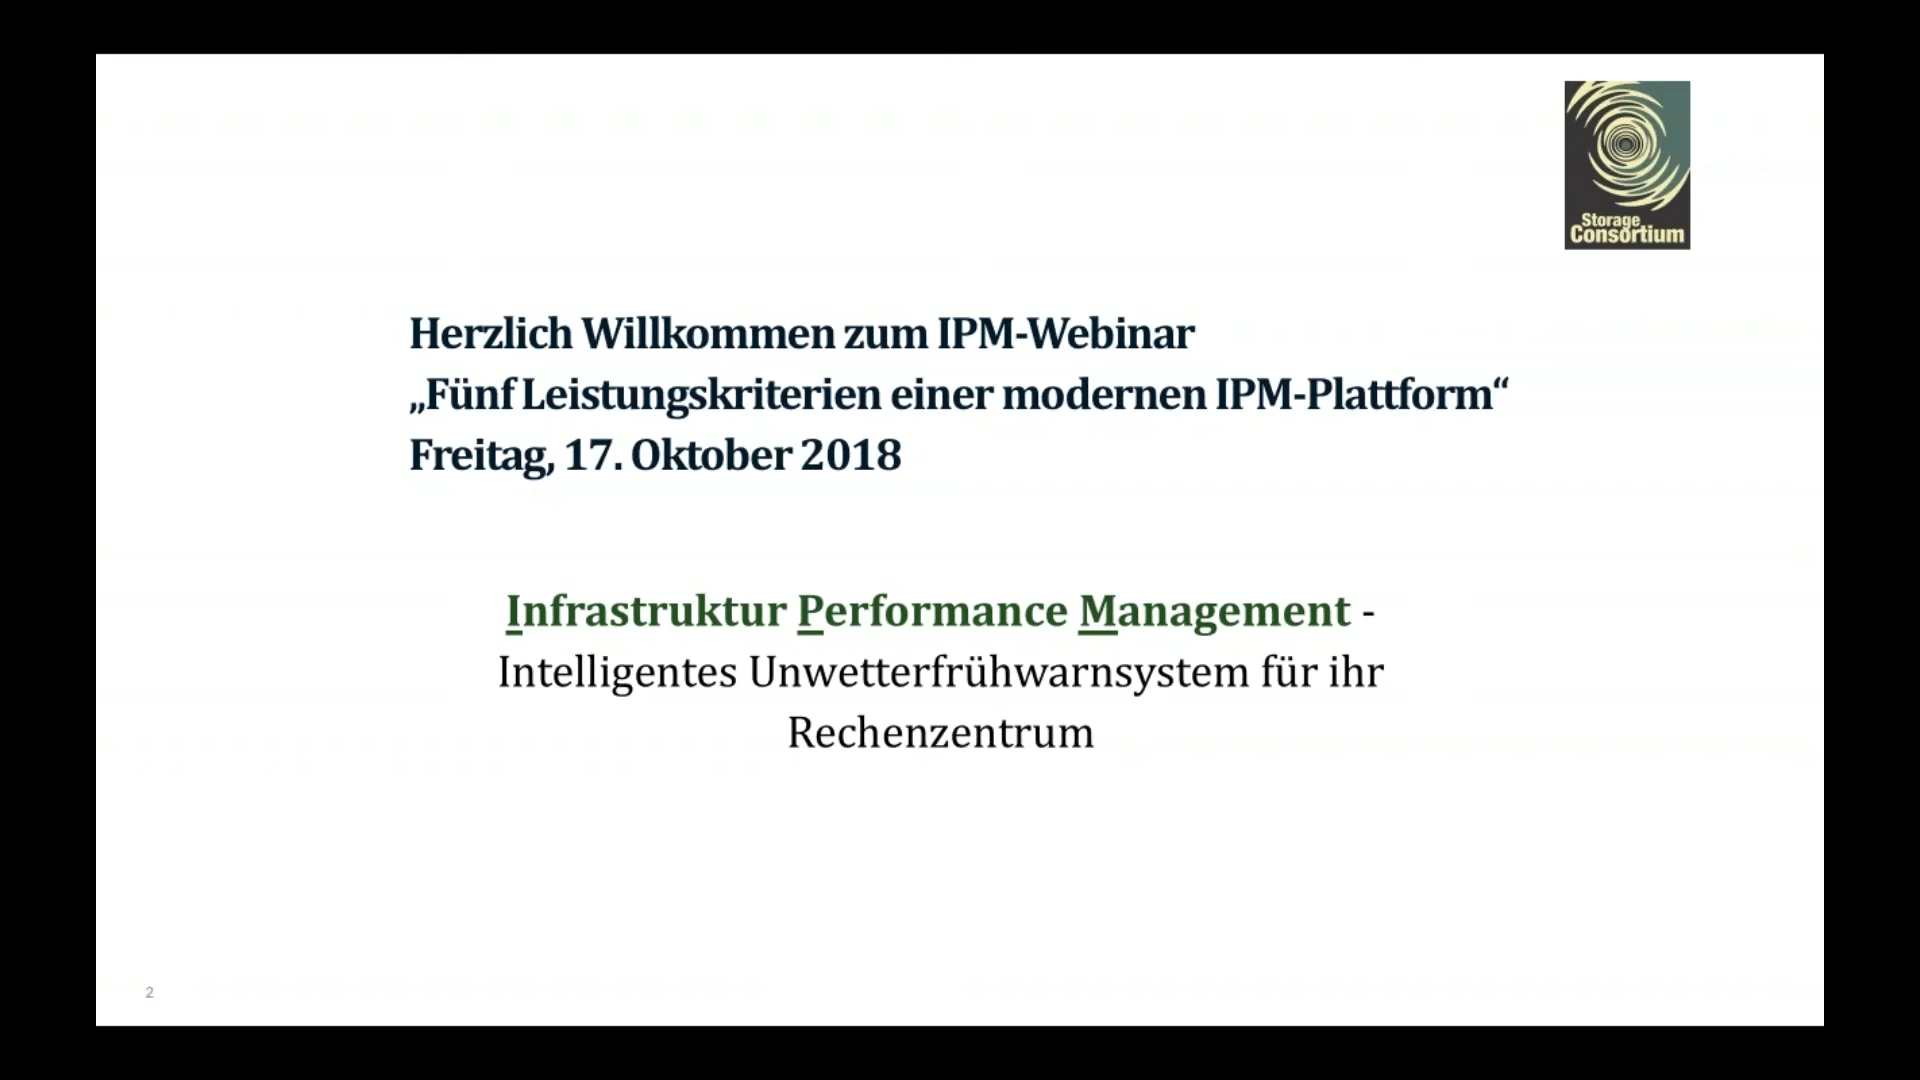 Storage
Consortium
Herzlich Willkommen zum IPM-Webinar
„Fünf Leistungskriterien einer modernen IPM-Plattform“
Freitag, 17. Oktober 2018
Infrastruktur Performance Management -
Intelligentes Unwetterfrühwarnsystem für ihr
Rechenzentrum
2